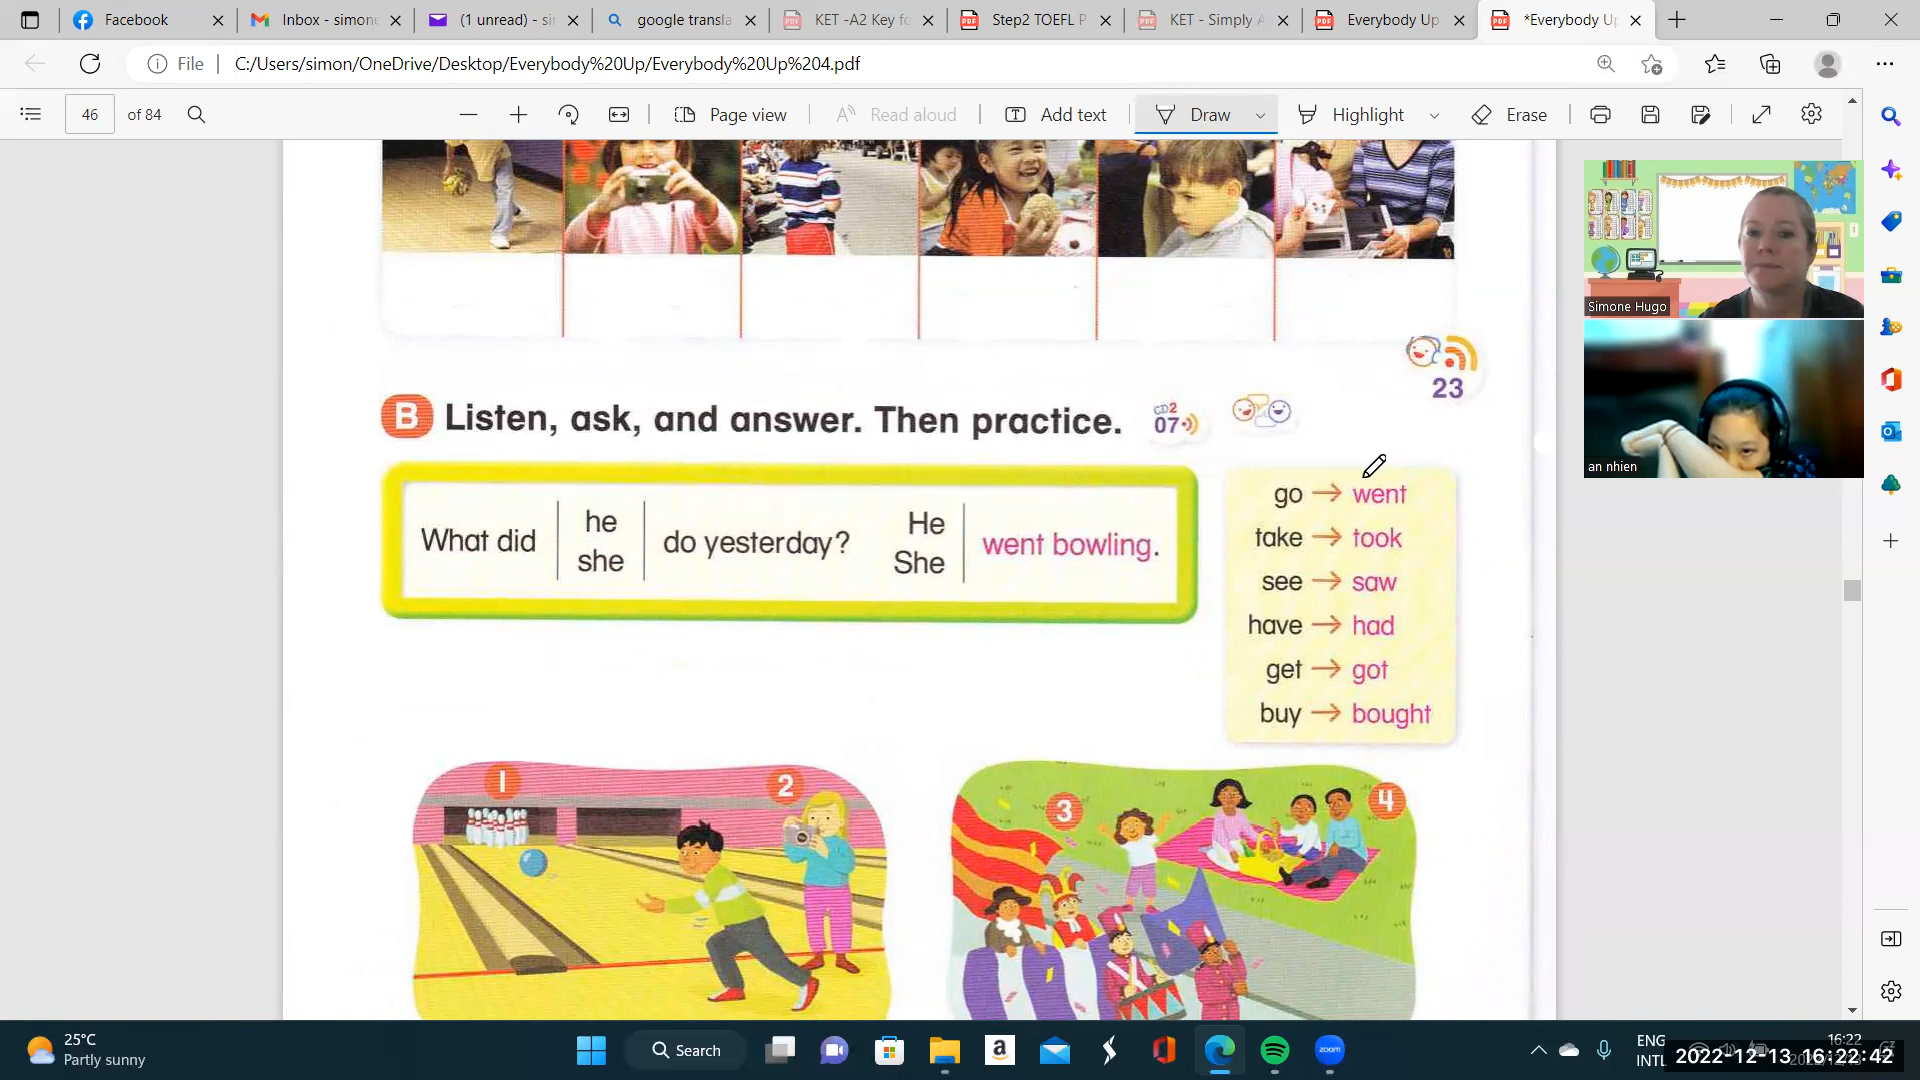 Facebook
Inbox - simon
(1 unread) - si
google transla
KET -A2 Key fo
Step2 TOEFL P
KET - Simply A
Everybody Up
*Everybody Up
File
C:/Users/simon/OneDrive/Desktop/Everybody%20Up/Everybody%20Up%204.pdf
46
of 84
Page view
Read aloud
Add text
Draw
Highlight
Erase
Simone Hugo
an nhien
23
B Listen, ask, and answer. Then practice.
CD2
07
What did
he
she
do yesterday?
He
She
went bowling.
go → went
take → took
see → saw
have → had
get → got
buy → bought
1
2
3
4
25°C
Partly sunny
Search
zoom
ENG
INTL
16:22
2022-12-13 16:22:42